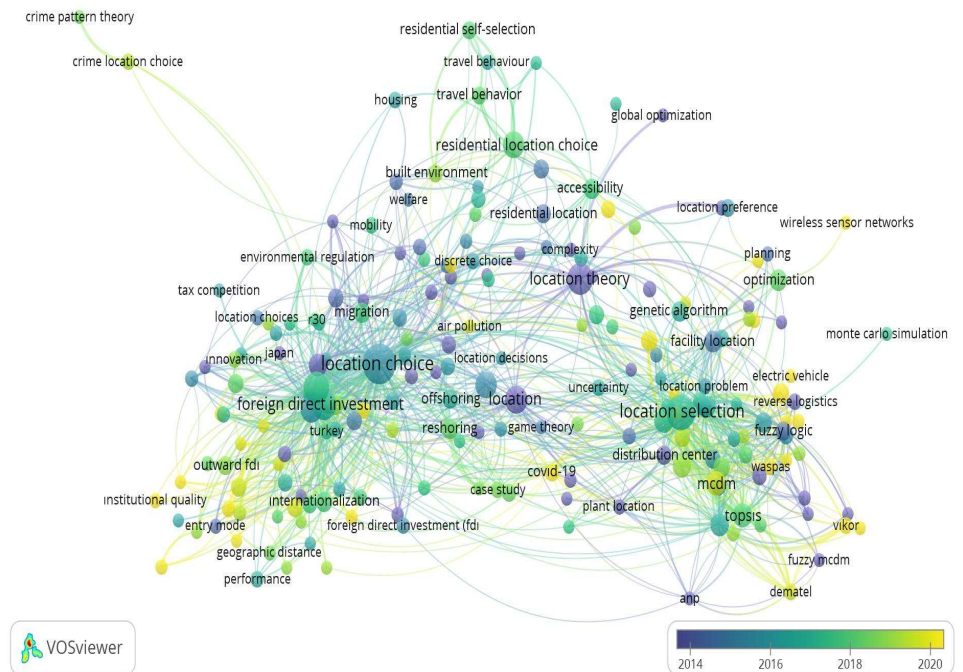 crime pattern theory
residential self-selection
crime location choice
travel behaviour
travel behavior
housing
global optimization
residential location choice
built environment
accessibility
welfare
location preference
residential location
wireless sensor networks
mobility
complexity
environmental regulation
discrete choice
planning
location theory
optimization
tax competition
location choices
r30
migration
genetic algorithm
air pollution
monte carlo simulation
facility location
innovation
japan
location choice
location decisions
electric vehicle
uncertainty
location problem
foreign direct investment
offshoring
location
reverse logistics
location selection
turkey
reshoring
game theory
fuzzy logic
distribution center
outward fdi
covid-19
waspas
mcdm
case study
institutional quality
internationalization
plant location
topsis
entry mode
foreign direct investment (fdi
vikor
geographic distance
fuzzy mcdm
performance
dematel
anp
VOSviewer
2014 2016 2018 2020